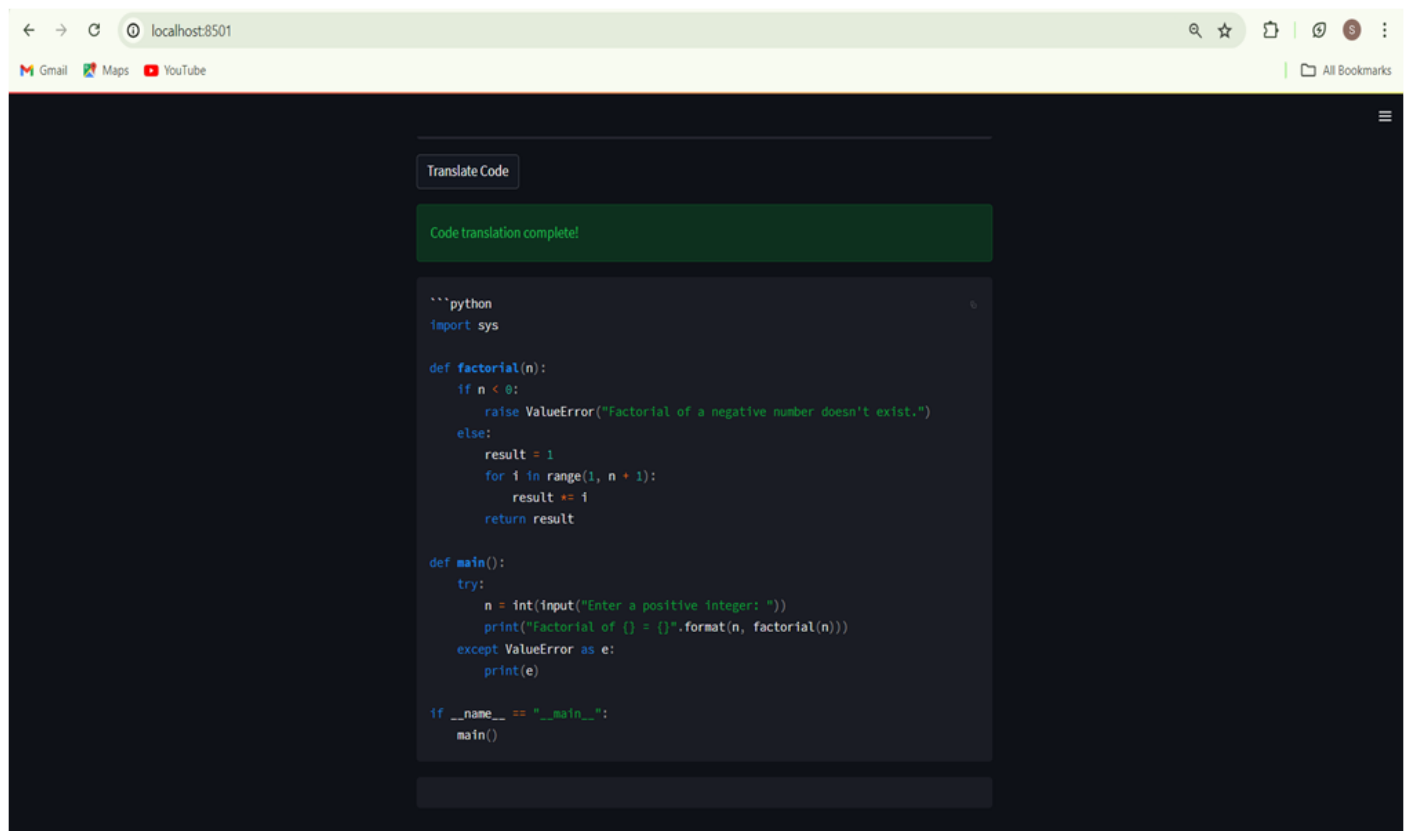 localhost:8501
S
Gmail Maps YouTube All Bookmarks
Translate Code
Code translation complete!
```python
import sys
def factorial(n):
    if n < 0:
        raise ValueError("Factorial of a negative number doesn't exist.")
    else:
        result = 1
        for i in range(1, n + 1):
            result *= i
        return result
def main():
    try:
        n = int(input("Enter a positive integer: "))
        print("Factorial of {} = {}".format(n, factorial(n)))
    except ValueError as e:
        print(e)
if __name__ == "__main__":
    main()